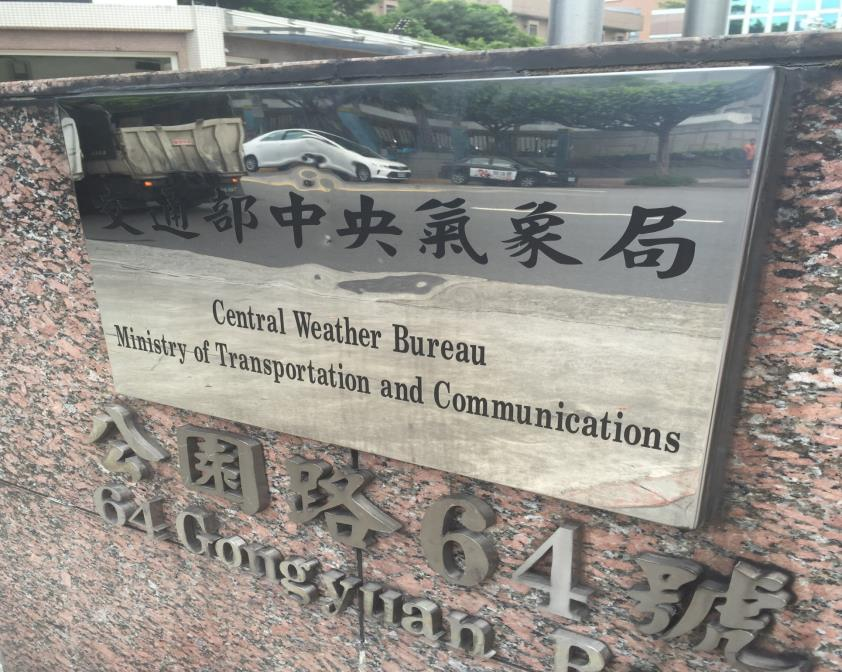 交通部中央氣象局
Central Weather Bureau
Ministry of Transportation and Communications
公園路64號
64 Gongyuan